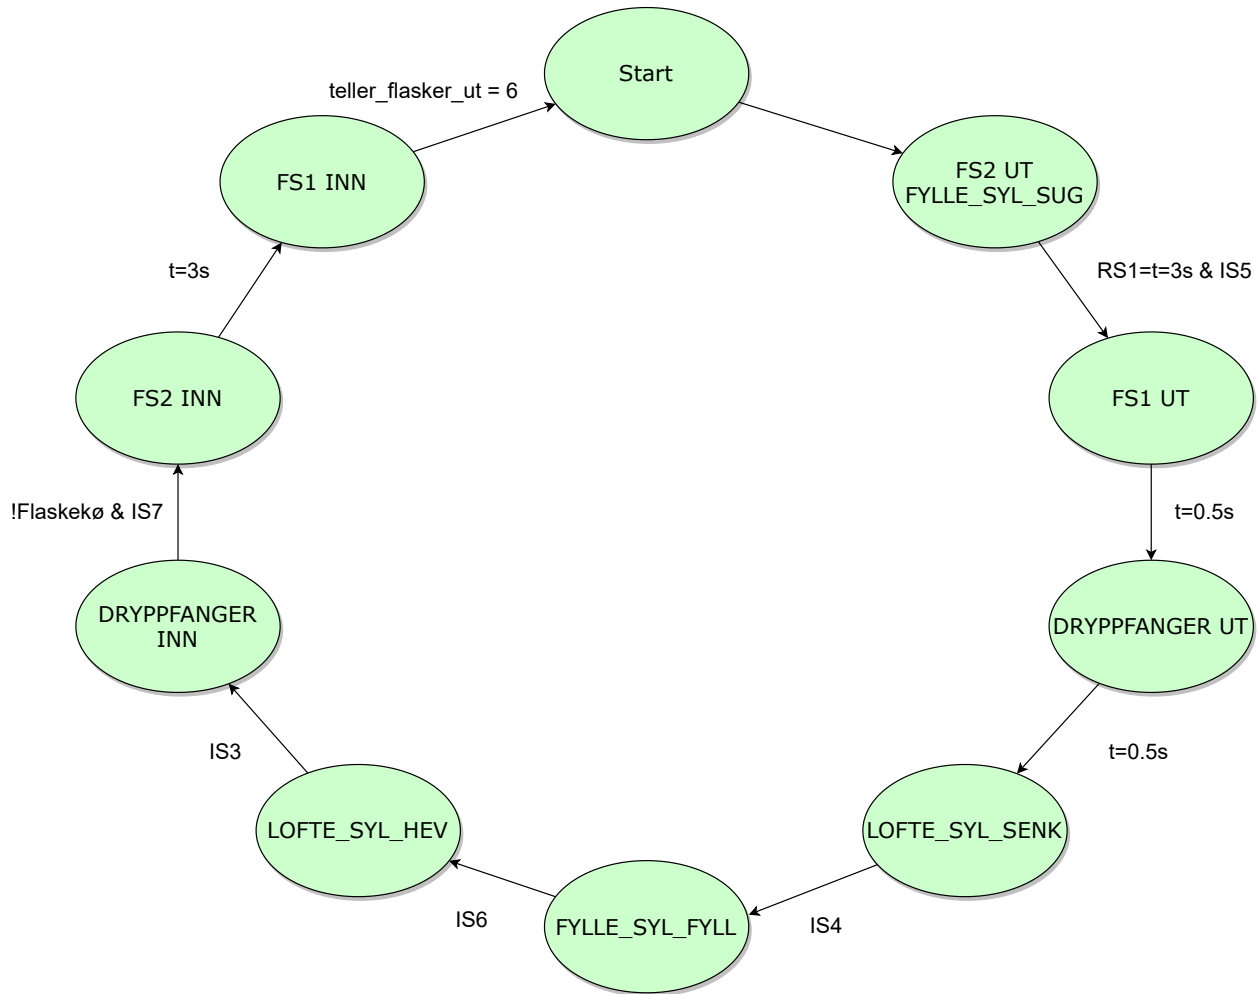 Start
teller_flasker_ut = 6
FS1 INN
FS2 UT
FYLLE_SYL_SUG
t=3s
RS1=t=3s & IS5
FS2 INN
FS1 UT
!Flaskekø & IS7
t=0.5s
DRYPPFANGER
INN
DRYPPFANGER UT
IS3
t=0.5s
LOFTE_SYL_HEV
LOFTE_SYL_SENK
IS6
FYLLE_SYL_FYLL
IS4